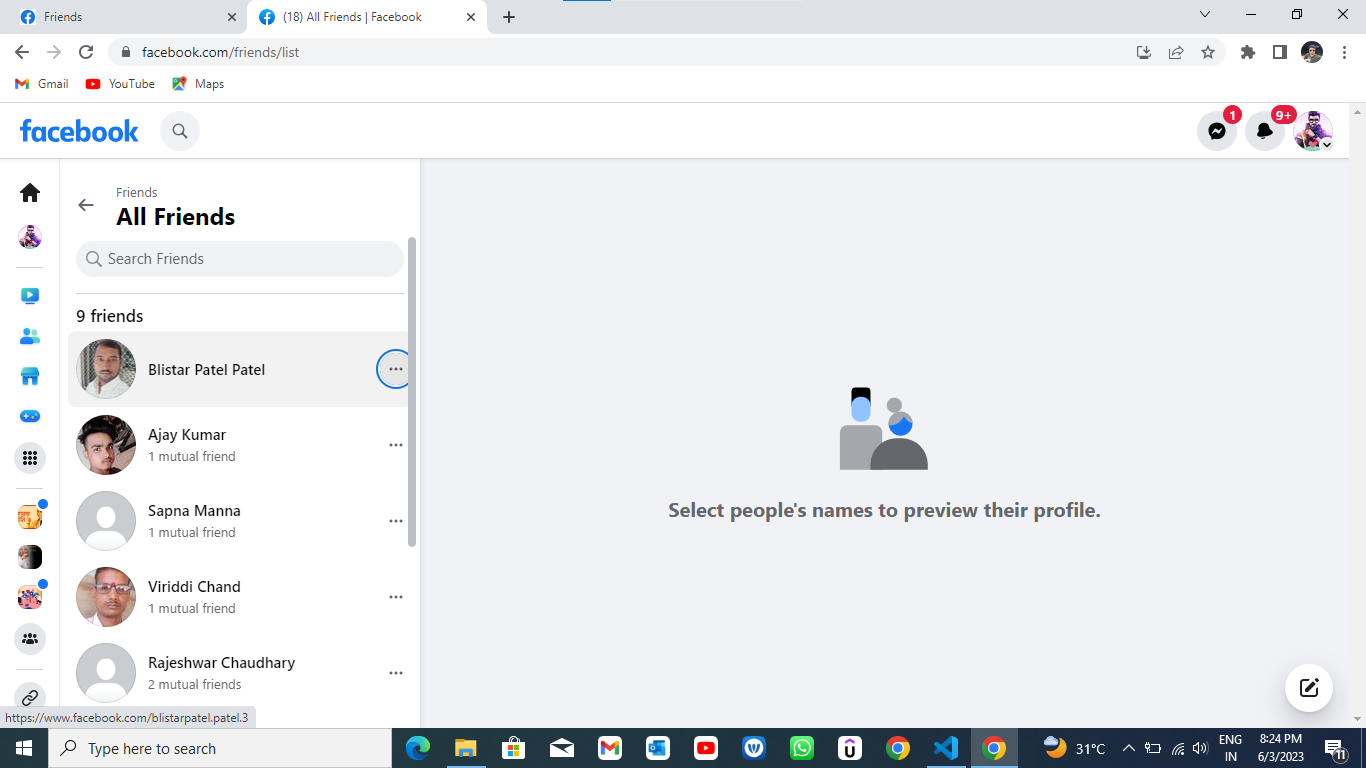 Friends
(18) All Friends | Facebook
facebook.com/friends/list
Gmail
YouTube
Maps
facebook
1
9+
Friends
All Friends
Search Friends
9 friends
Blistar Patel Patel
Ajay Kumar
1 mutual friend
Sapna Manna
1 mutual friend
Viriddi Chand
1 mutual friend
Rajeshwar Chaudhary
2 mutual friends
Select people's names to preview their profile.
https://www.facebook.com/blistarpatel.patel.3
Type here to search
31°C
ENG
IN
8:24 PM
6/3/2023
11